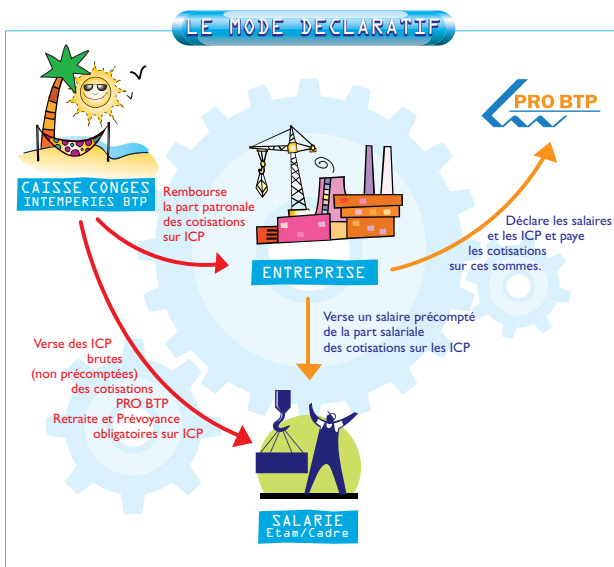 LE MODE DECLARATIF
PRO BTP
CAISSE CONGES
INTEMPERIES BTP
Rembourse
la part patronale
des cotisations
sur ICP
ENTREPRISE
Déclare les salaires
et les ICP et paye
les cotisations
sur ces sommes.
Verse un salaire précompté
de la part salariale
des cotisations sur les ICP
Verse des ICP
brutes
(non précomptées)
des cotisations
PRO BTP
Retraite et Prévoyance
obligatoires sur ICP
SALARIE
Etam/Cadre